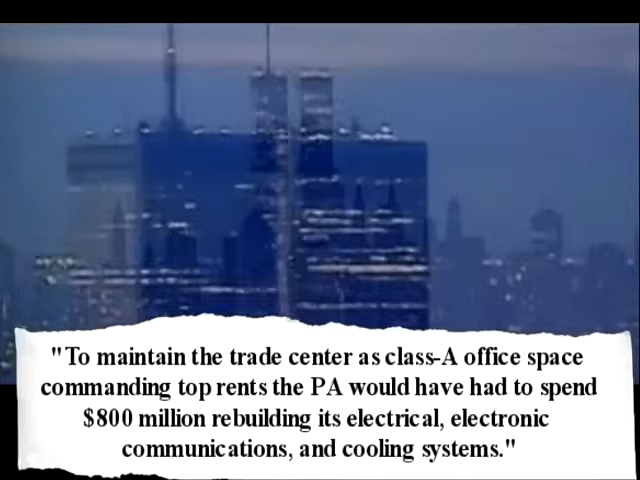 "To maintain the trade center as class-A office space
commanding top rents the PA would have had to spend
$800 million rebuilding its electrical, electronic
communications, and cooling systems."